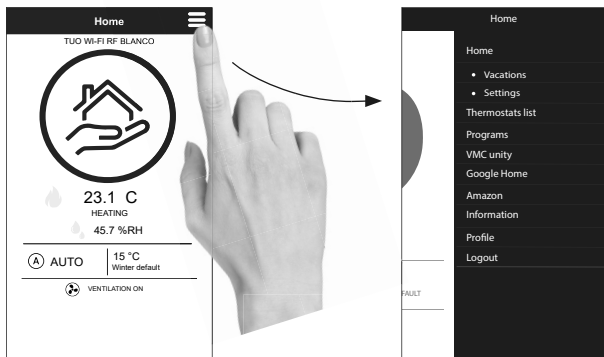 Home
TUO WI-FI RF BLANCO
23.1 C
HEATING
45.7 %RH
A AUTO
15 °C
Winter default
VENTILATION ON
Home
Home
• Vacations
• Settings
Thermostats list
Programs
VMC unity
Google Home
Amazon
Information
Profile
Logout
FAULT